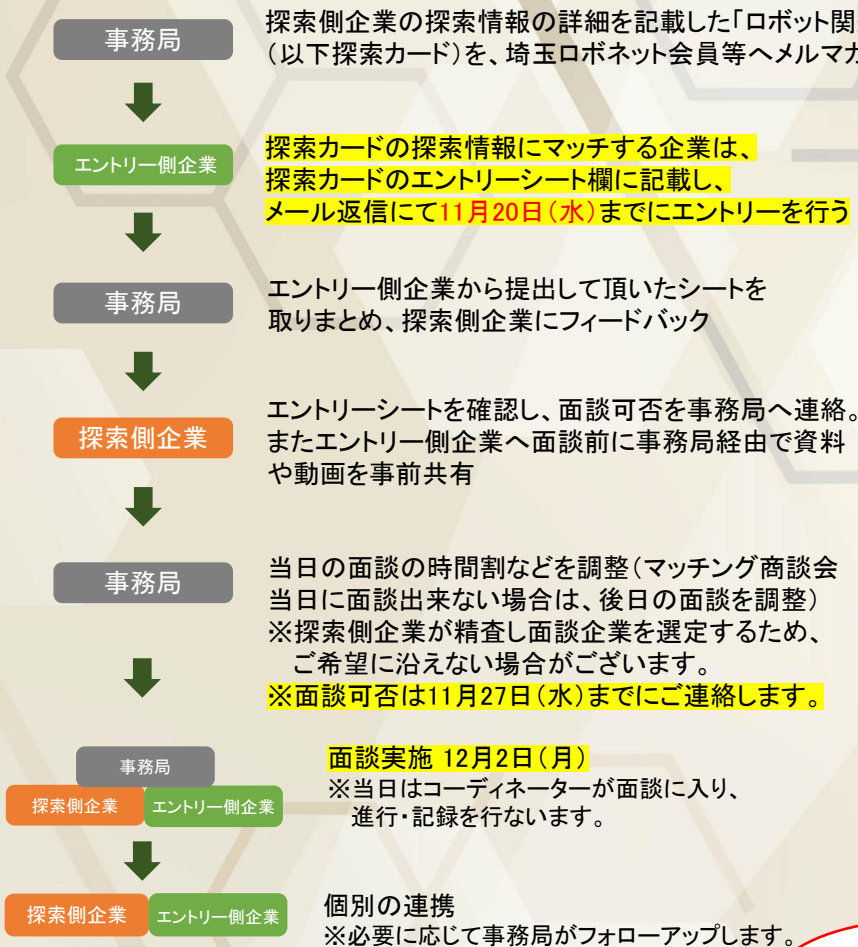 事務局
探索側企業の探索情報の詳細を記載した「ロボット関
(以下探索カード)を、埼玉ロボネット会員等へメルマガ
エントリー側企業
探索カードの探索情報にマッチする企業は、
探索カードのエントリーシート欄に記載し、
メール返信にて11月20日(水)までにエントリーを行う
事務局
エントリー側企業から提出して頂いたシートを
取りまとめ、探索側企業にフィードバック
探索側企業
エントリーシートを確認し、面談可否を事務局へ連絡。
またエントリー側企業へ面談前に事務局経由で資料
や動画を事前共有
事務局
当日の面談の時間割などを調整(マッチング商談会
当日に面談出来ない場合は、後日の面談を調整)
※探索側企業が精査し面談企業を選定するため、
ご希望に沿えない場合がございます。
※面談可否は11月27日(水)までにご連絡します。
事務局
探索側企業 エントリー側企業
面談実施 12月2日(月)
※当日はコーディネーターが面談に入り、
進行・記録を行ないます。
探索側企業 エントリー側企業
個別の連携
※必要に応じて事務局がフォローアップします。